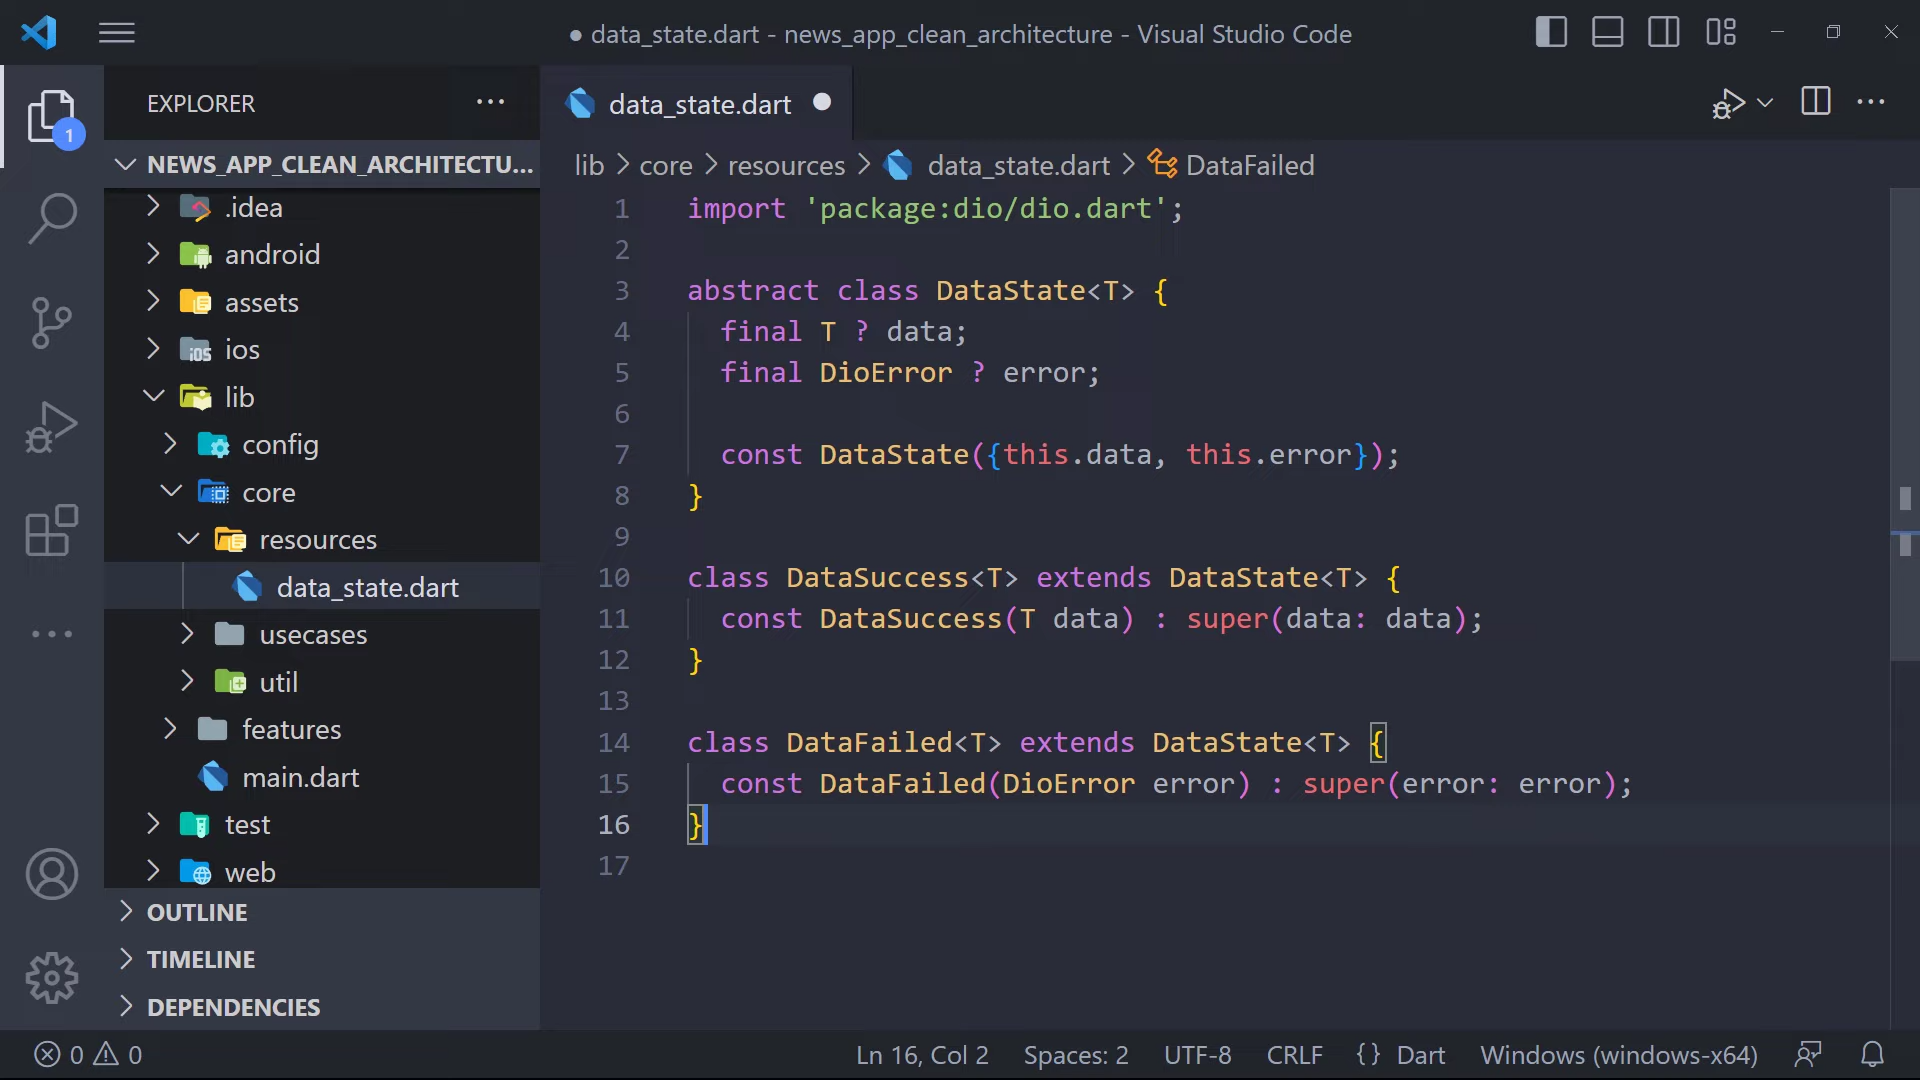 ● data_state.dart - news_app_clean_architecture - Visual Studio Code
EXPLORER
data_state.dart
1
NEWS_APP_CLEAN_ARCHITECTU...
lib > core > resources > data_state.dart > DataFailed
.idea
android
assets
ios
lib
config
core
resources
data_state.dart
usecases
util
features
main.dart
test
web
OUTLINE
TIMELINE
DEPENDENCIES
1 import 'package:dio/dio.dart';
2
3 abstract class DataState<T> {
4 final T ? data;
5 final DioError ? error;
6
7 const DataState({this.data, this.error});
8 }
9
10 class DataSuccess<T> extends DataState<T> {
11 const DataSuccess(T data) : super(data: data);
12 }
13
14 class DataFailed<T> extends DataState<T> {
15 const DataFailed(DioError error) : super(error: error);
16 }
17
0 0
Ln 16, Col 2
Spaces: 2
UTF-8
CRLF
{} Dart
Windows (windows-x64)